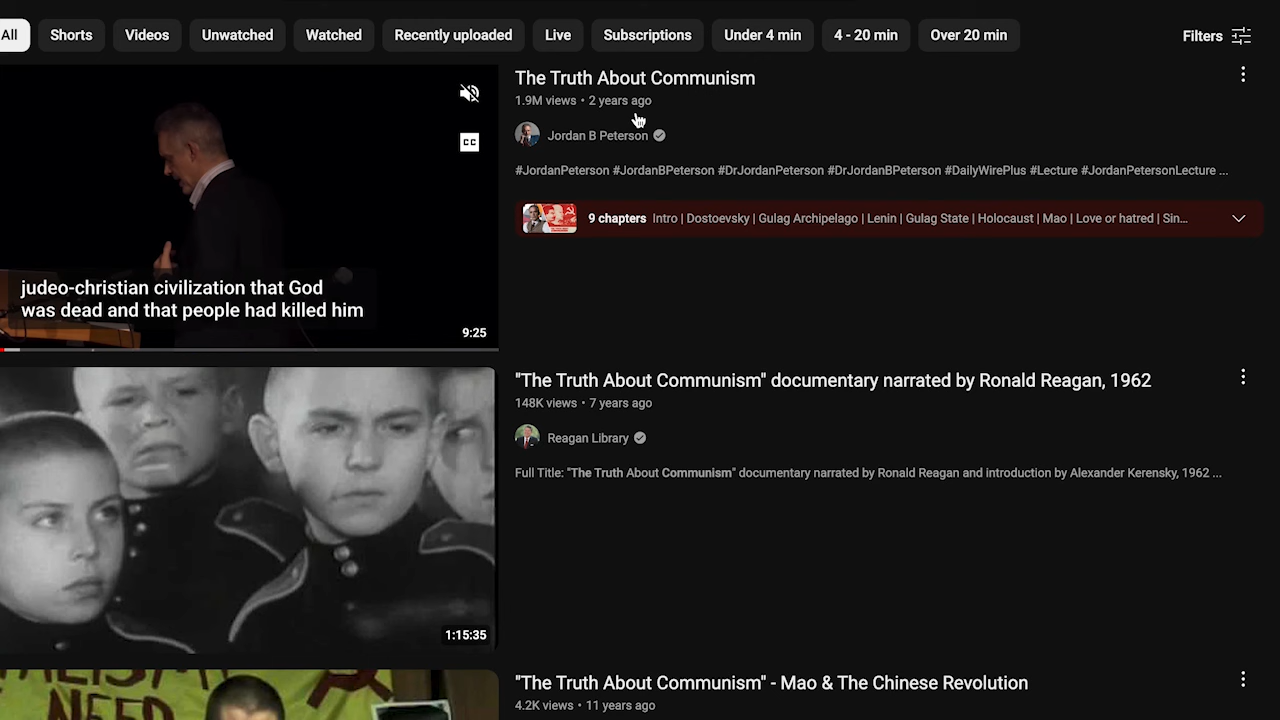 All
Shorts
Videos
Unwatched
Watched
Recently uploaded
Live
Subscriptions
Under 4 min
4 - 20 min
Over 20 min
Filters
CC
judeo-christian civilization that God
was dead and that people had killed him
9:25
The Truth About Communism
1.9M views • 2 years ago
Jordan B Peterson
#JordanPeterson #JordanBPeterson #DrJordanPeterson #DrJordanBPeterson #DailyWirePlus #Lecture #JordanPetersonLecture ...
9 chapters Intro | Dostoevsky | Gulag Archipelago | Lenin | Gulag State | Holocaust | Mao | Love or hatred | Sin...
1:15:35
"The Truth About Communism" documentary narrated by Ronald Reagan, 1962
148K views • 7 years ago
Reagan Library
Full Title: "The Truth About Communism" documentary narrated by Ronald Reagan and introduction by Alexander Kerensky, 1962 ...
NEED
"The Truth About Communism" - Mao & The Chinese Revolution
4.2K views • 11 years ago